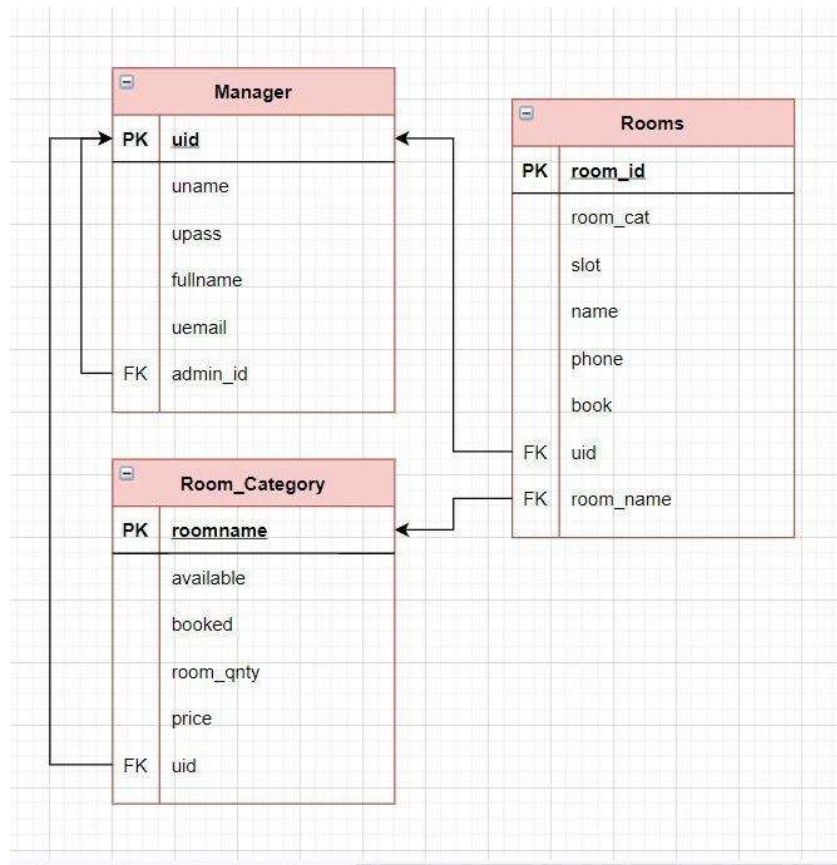 Manager
PK uid
uname
upass
fullname
uemail
FK admin_id
Rooms
PK room_id
room_cat
slot
name
phone
book
FK uid
FK room_name
Room_Category
PK roomname
available
booked
room_qnty
price
FK uid